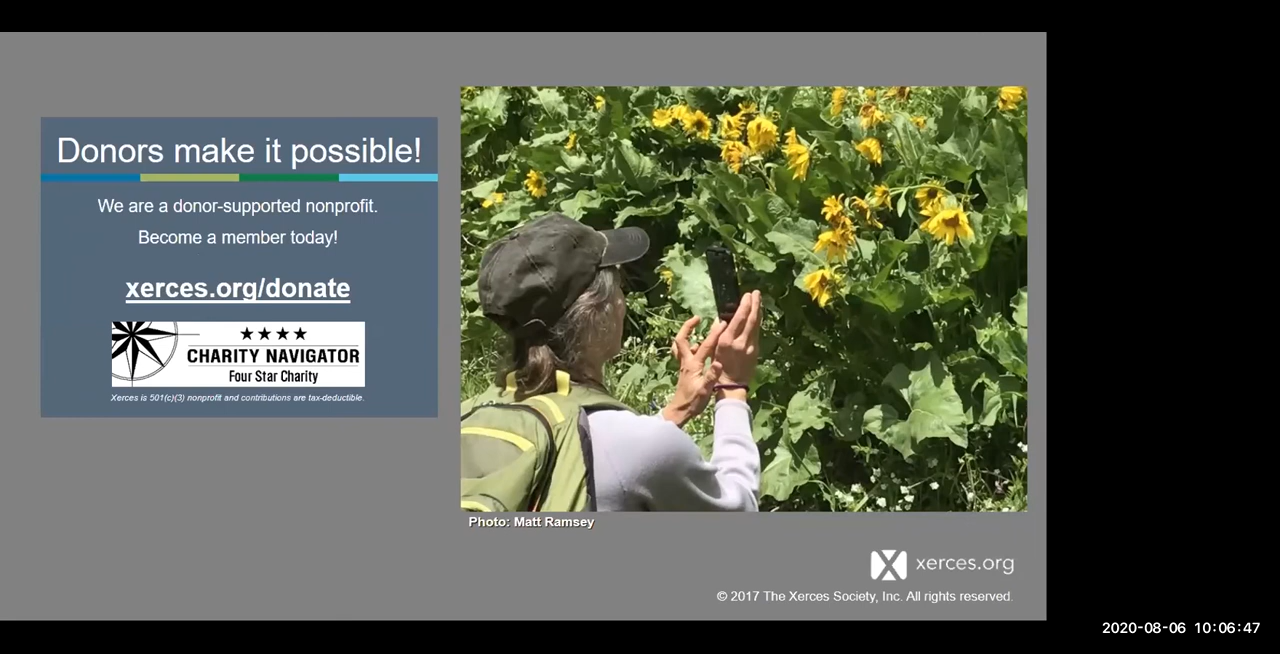 Donors make it possible!
We are a donor-supported nonprofit.
Become a member today!
xerces.org/donate
★★★★
CHARITY NAVIGATOR
Four Star Charity
Xerces is 501(c)(3) nonprofit and contributions are tax-deductible.
Photo: Matt Ramsey
xerces.org
© 2017 The Xerces Society, Inc. All rights reserved.
2020-08-06 10:06:47